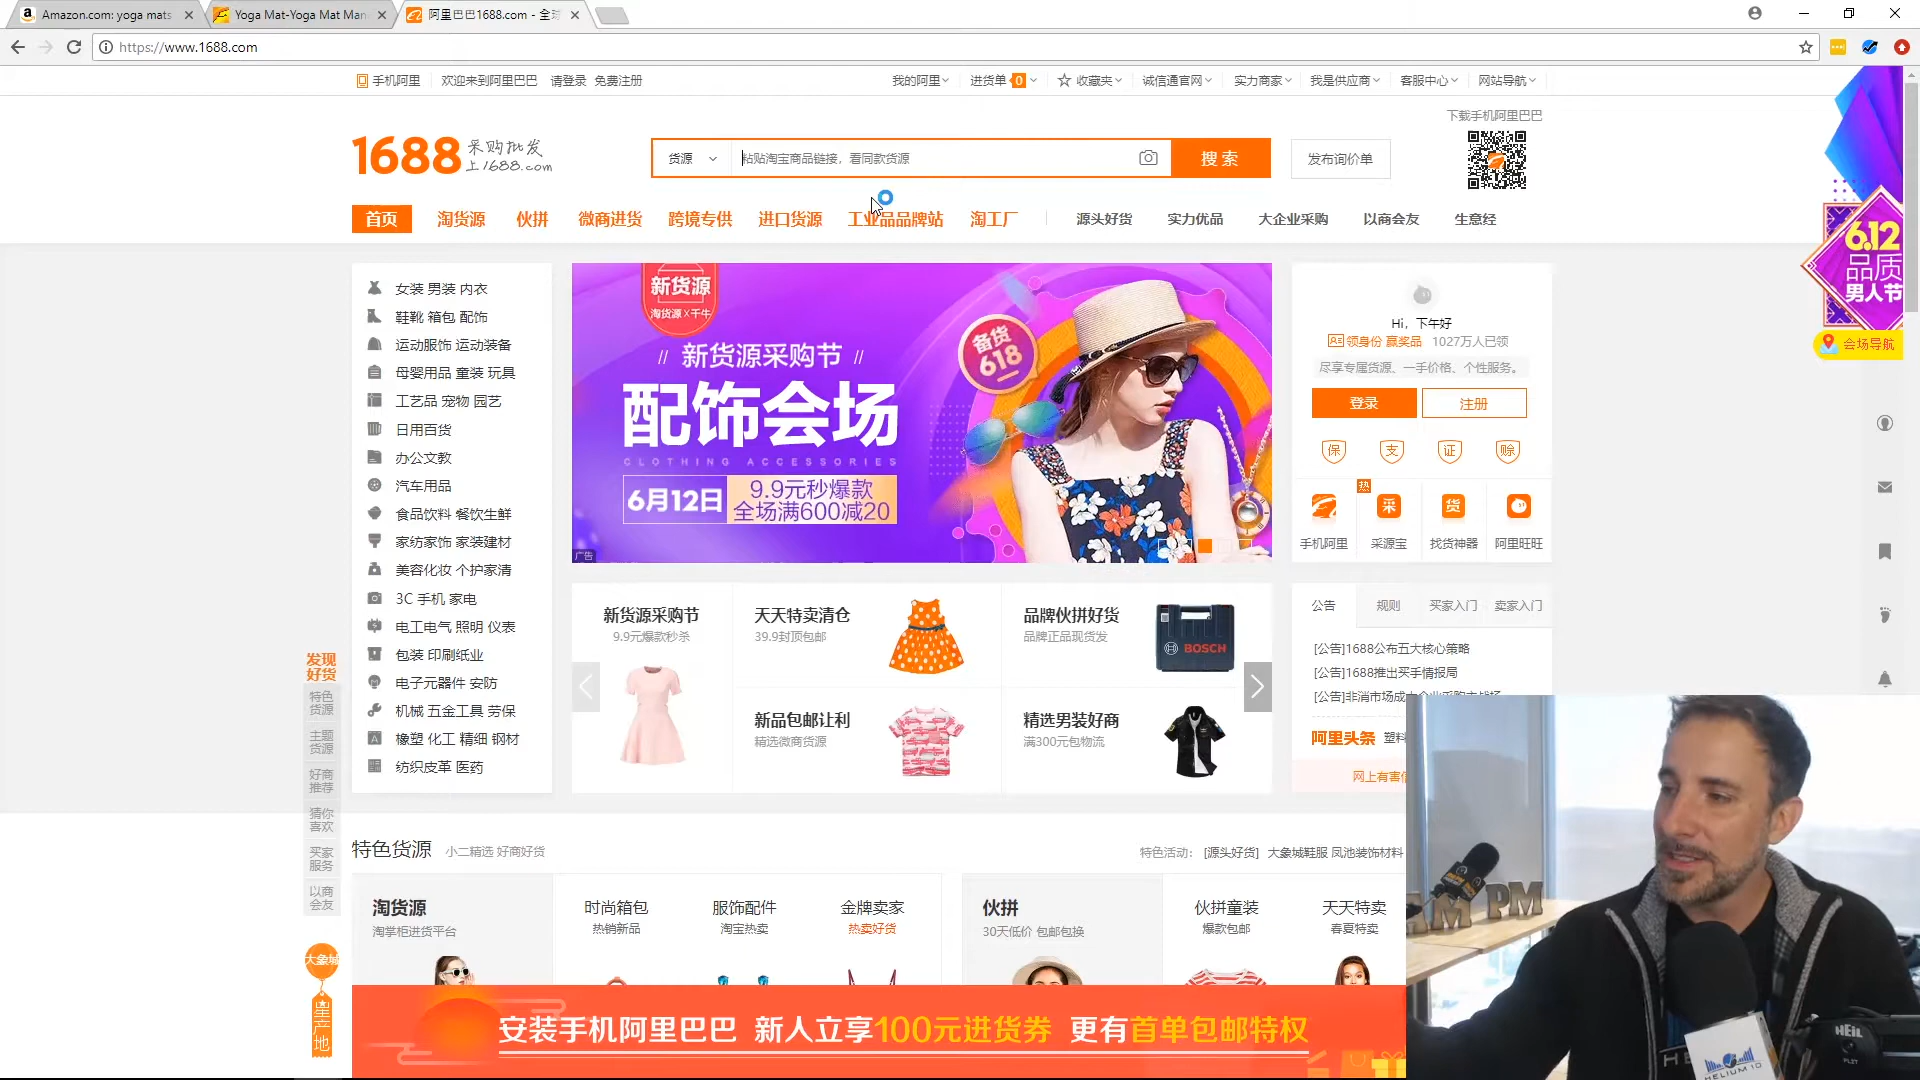 Amazon.com: yoga mats
Yoga Mat-Yoga Mat Man
阿里巴巴1688.com - 全球
https://www.1688.com
手机阿里 欢迎来到阿里巴巴 请登录 免费注册
我的阿里 进货单 0 收藏夹 诚信通官网 实力商家 我是供应商 客服中心 网站导航
下载手机阿里巴巴
1688 采购批发
上1688.com
货源 粘贴淘宝商品链接，看同款货源 搜索 发布询价单
首页 淘货源 伙拼 微商进货 跨境专供 进口货源 工业品品牌站 淘工厂 源头好货 实力优品 大企业采购 以商会友 生意经
6.12
品质
男人节
会场导航
女装 男装 内衣
鞋靴 箱包 配饰
运动服饰 运动装备
母婴用品 童装 玩具
工艺品 宠物 园艺
日用百货
办公文教
汽车用品
食品饮料 餐饮生鲜
家纺家饰 家装建材
美容化妆 个护家清
3C 手机 家电
电工电气 照明 仪表
包装 印刷纸业
电子元器件 安防
机械 五金工具 劳保
橡塑 化工 精细 钢材
纺织皮革 医药
新货源
淘货源X千牛
// 新货源采购节 //
配饰会场
CLOTHING ACCESSORIES
6月12日
9.9元秒爆款
全场满600减20
备货
618
广告
Hi，下午好
领身份 赢奖品 1027万人已领
尽享专属货源、一手价格、个性服务。
登录 注册
保 支 证 赊
热
采 货
手机阿里 采源宝 找货神器 阿里旺旺
新货源采购节
9.9元爆款秒杀
天天特卖清仓
39.9封顶包邮
品牌伙拼好货
品牌正品现货发
BOSCH
新品包邮让利
精选微商货源
精选男装好商
满300元包物流
公告 规则 买家入门 卖家入门
[公告]1688公布五大核心策略
[公告]1688推出买手情报局
阿里头条 塑料
网上有害信
发现
好货
特色
货源
主题
货源
好商
推荐
猜你
喜欢
买家
服务
以商
会友
大象城
星产地
特色货源 小二精选 好商好货
特色活动： [源头好货] 大象城鞋服 凤池装饰材料
淘货源
淘掌柜进货平台
时尚箱包
热销新品
服饰配件
淘宝热卖
金牌卖家
热卖好货
伙拼
30天低价 包邮包换
伙拼童装
爆款包邮
天天特卖
春夏特卖
安装手机阿里巴巴 新人立享100元进货券 更有首单包邮特权
PM
HEiL
HELIUM 10